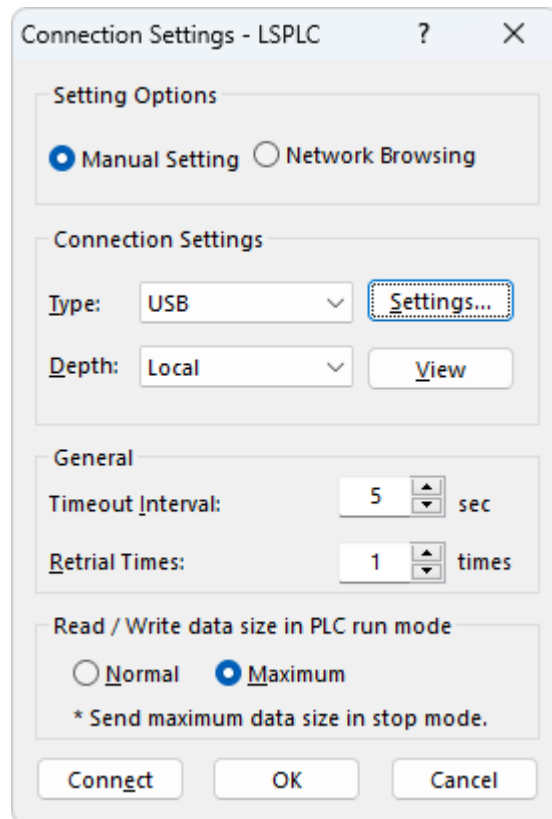 Connection Settings - LSPLC ?
Setting Options
Manual Setting Network Browsing
Connection Settings
Type: USB Settings...
Depth: Local View
General
Timeout Interval: 5 sec
Retrial Times: 1 times
Read / Write data size in PLC run mode
Normal Maximum
* Send maximum data size in stop mode.
Connect OK Cancel